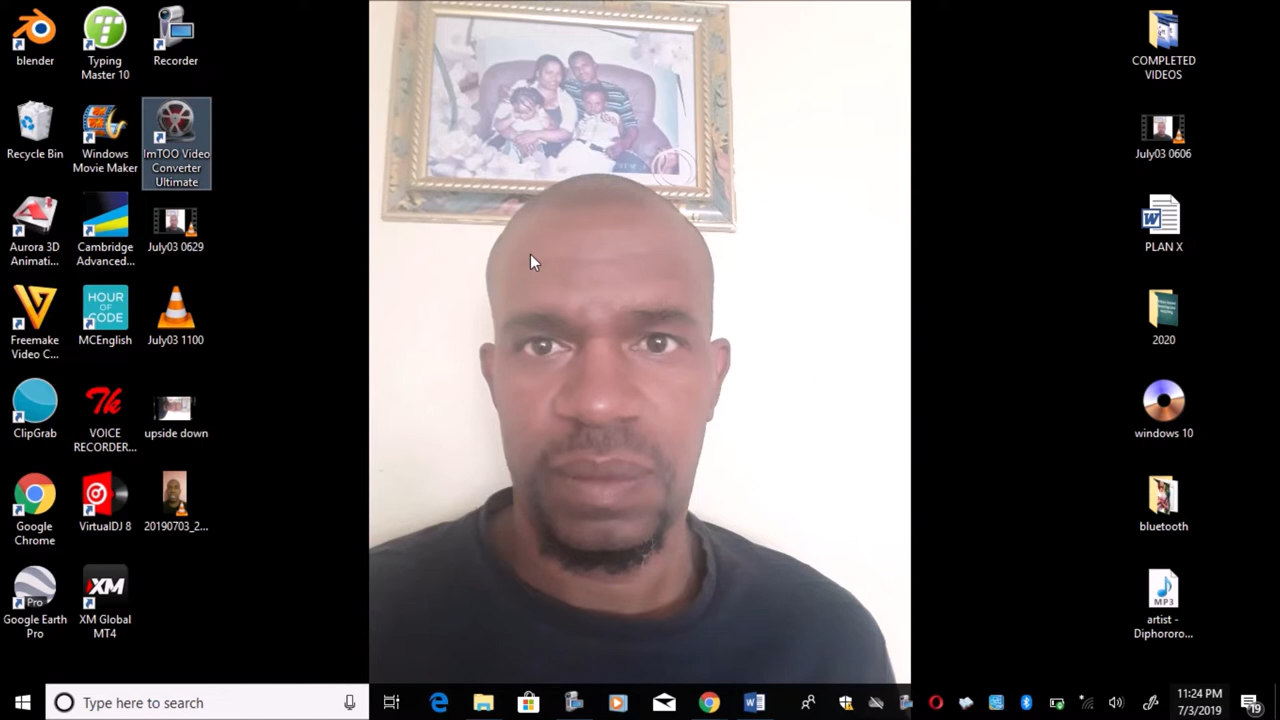 blender
Typing
Master 10
Recorder
Recycle Bin
Windows
Movie Maker
ImTOO Video
Converter
Ultimate
Aurora 3D
Animati...
Cambridge
Advanced...
July03 0629
Freemake
Video C...
HOUR
OF
CODE
MCEnglish
July03 1100
ClipGrab
Tk
VOICE
RECORDER...
upside down
Google
Chrome
VirtualDJ 8
20190703_2...
Pro
Google Earth
Pro
XM
XM Global
MT4
COMPLETED
VIDEOS
July03 0606
W
PLAN X
2020
windows 10
bluetooth
MP3
artist -
Diphororo...
Type here to search
11:24 PM
7/3/2019
19